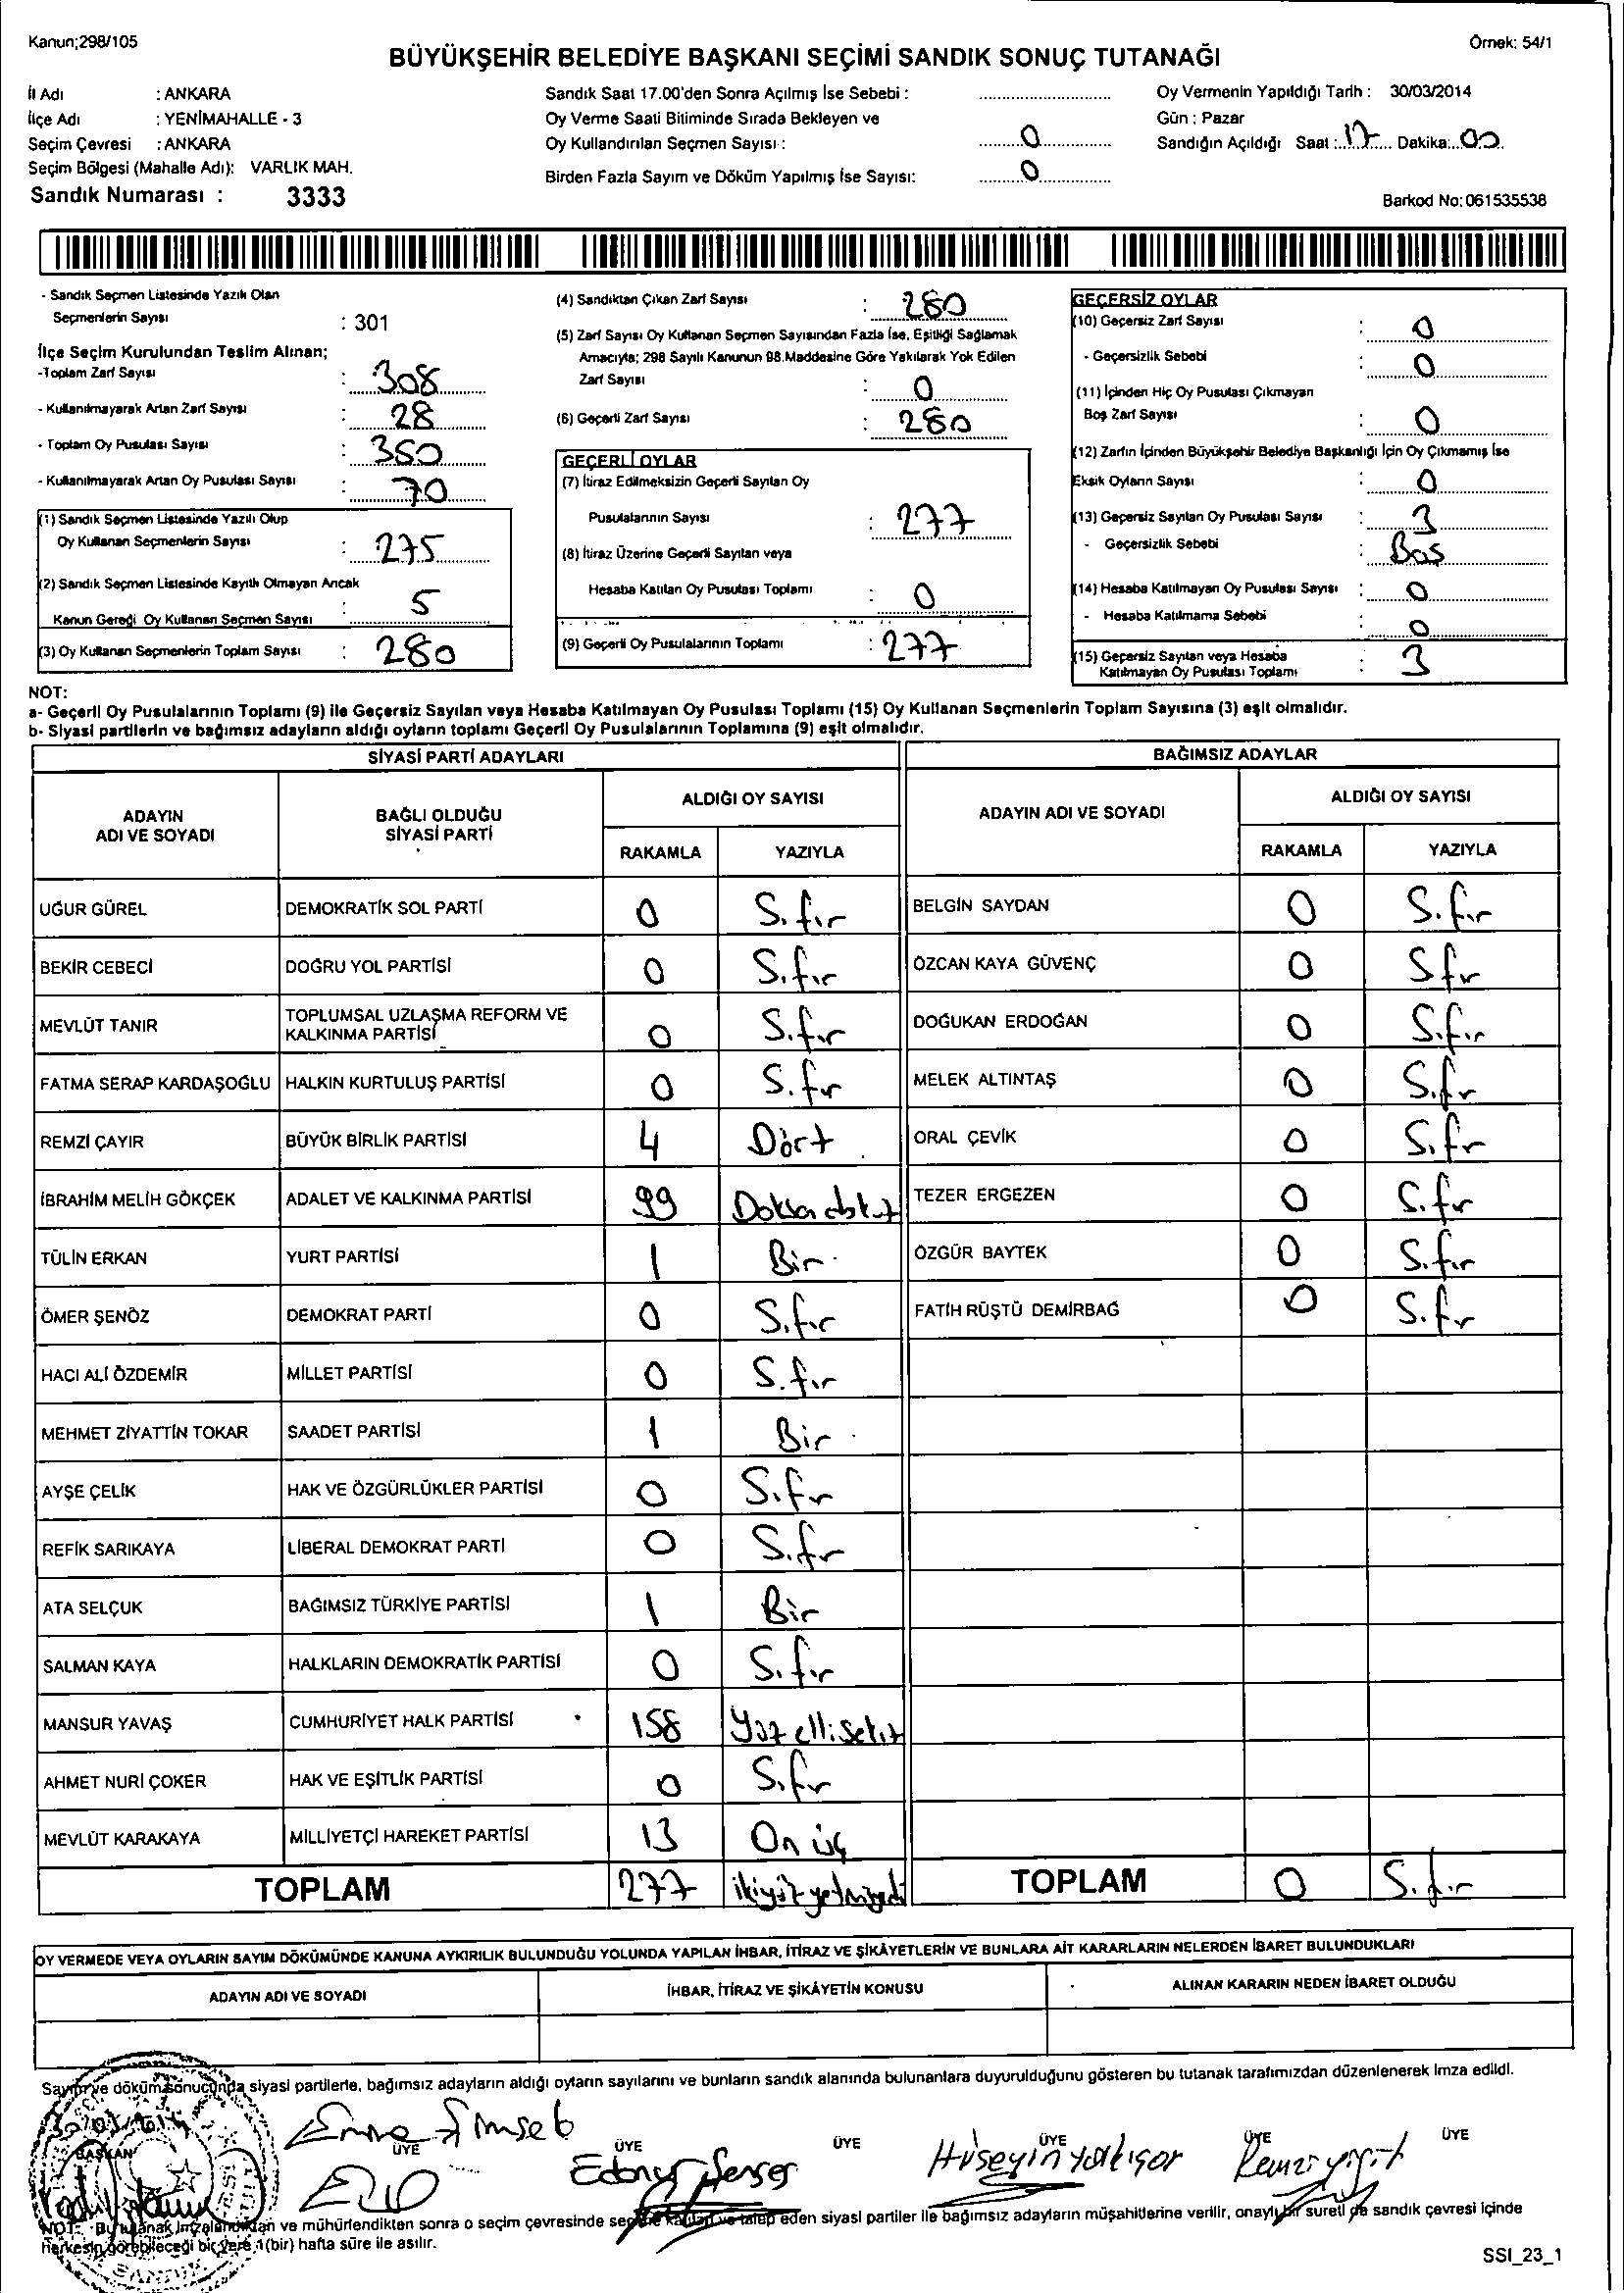 Kanun;298/105
Örnek: 54/1
BÜYÜKŞEHİR BELEDİYE BAŞKANI SEÇİMİ SANDIK SONUÇ TUTANAĞI
İl Adı : ANKARA
İlçe Adı : YENİMAHALLE - 3
Seçim Çevresi : ANKARA
Seçim Bölgesi (Mahalle Adı): VARLIK MAH.
Sandık Numarası : 3333
Sandık Saat 17.00'den Sonra Açılmış İse Sebebi :
Oy Verme Saati Bitiminde Sırada Bekleyen ve
Oy Kullandırılan Seçmen Sayısı : 0
Birden Fazla Sayım ve Döküm Yapılmış İse Sayısı: 0
Oy Vermenin Yapıldığı Tarih : 30/03/2014
Gün : Pazar
Sandığın Açıldığı Saat : 17 Dakika: 00
Barkod No: 061535538
- Sandık Seçmen Listesinde Yazılı Olan
Seçmenlerin Sayısı : 301
İlçe Seçim Kurulundan Teslim Alınan;
-Toplam Zarf Sayısı : 308
- Kullanılmayarak Artan Zarf Sayısı : 28
- Toplam Oy Pusulası Sayısı : 350
- Kullanılmayarak Artan Oy Pusulası Sayısı : 70
(1) Sandık Seçmen Listesinde Yazılı Olup
Oy Kullanan Seçmenlerin Sayısı : 275
(2) Sandık Seçmen Listesinde Kayıtlı Olmayan Ancak
Kanun Gereği Oy Kullanan Seçmen Sayısı : 5
(3) Oy Kullanan Seçmenlerin Toplam Sayısı : 280
(4) Sandıktan Çıkan Zarf Sayısı : 280
(5) Zarf Sayısı Oy Kullanan Seçmen Sayısından Fazla İse, Eşitliği Sağlamak
Amacıyla; 298 Sayılı Kanunun 98.Maddesine Göre Yakılarak Yok Edilen
Zarf Sayısı : 0
(6) Geçerli Zarf Sayısı : 280
GEÇERLİ OYLAR
(7) İtiraz Edilmeksizin Geçerli Sayılan Oy
Pusulalarının Sayısı : 277
(8) İtiraz Üzerine Geçerli Sayılan veya
Hesaba Katılan Oy Pusulası Toplamı : 0
(9) Geçerli Oy Pusulalarının Toplamı : 277
GEÇERSİZ OYLAR
(10) Geçersiz Zarf Sayısı : 0
- Geçersizlik Sebebi : 0
(11) İçinden Hiç Oy Pusulası Çıkmayan
Boş Zarf Sayısı : 0
(12) Zarfın İçinden Büyükşehir Belediye Başkanlığı İçin Oy Çıkmamış İse
Eksik Oyların Sayısı : 0
(13) Geçersiz Sayılan Oy Pusulası Sayısı : 3
- Geçersizlik Sebebi : Boş
(14) Hesaba Katılmayan Oy Pusulası Sayısı : 0
- Hesaba Katılmama Sebebi : 0
(15) Geçersiz Sayılan veya Hesaba
Katılmayan Oy Pusulası Toplamı : 3
NOT:
a- Geçerli Oy Pusulalarının Toplamı (9) ile Geçersiz Sayılan veya Hesaba Katılmayan Oy Pusulası Toplamı (15) Oy Kullanan Seçmenlerin Toplam Sayısına (3) eşit olmalıdır.
b- Siyasi partilerin ve bağımsız adayların aldığı oyların toplamı Geçerli Oy Pusulalarının Toplamına (9) eşit olmalıdır.
SİYASİ PARTİ ADAYLARI
BAĞIMSIZ ADAYLAR
ADAYIN ADI VE SOYADI
BAĞLI OLDUĞU SİYASİ PARTİ
ALDIĞI OY SAYISI
RAKAMLA YAZIYLA
ADAYIN ADI VE SOYADI
ALDIĞI OY SAYISI
RAKAMLA YAZIYLA
UĞUR GÜREL DEMOKRATİK SOL PARTİ 0 Sıfır BELGİN SAYDAN 0 Sıfır
BEKİR CEBECİ DOĞRU YOL PARTİSİ 0 Sıfır ÖZCAN KAYA GÜVENÇ 0 Sıfır
MEVLÜT TANIR TOPLUMSAL UZLAŞMA REFORM VE KALKINMA PARTİSİ 0 Sıfır DOĞUKAN ERDOĞAN 0 Sıfır
FATMA SERAP KARDAŞOĞLU HALKIN KURTULUŞ PARTİSİ 0 Sıfır MELEK ALTINTAŞ 0 Sıfır
REMZİ ÇAYIR BÜYÜK BİRLİK PARTİSİ 4 Dört ORAL ÇEVİK 0 Sıfır
İBRAHİM MELİH GÖKÇEK ADALET VE KALKINMA PARTİSİ 99 Doksan dokuz TEZER ERGEZEN 0 Sıfır
TÜLİN ERKAN YURT PARTİSİ 1 Bir ÖZGÜR BAYTEK 0 Sıfır
ÖMER ŞENÖZ DEMOKRAT PARTİ 0 Sıfır FATİH RÜŞTÜ DEMİRBAĞ 0 Sıfır
HACI ALİ ÖZDEMİR MİLLET PARTİSİ 0 Sıfır
MEHMET ZİYATTİN TOKAR SAADET PARTİSİ 1 Bir
AYŞE ÇELİK HAK VE ÖZGÜRLÜKLER PARTİSİ 0 Sıfır
REFİK SARIKAYA LİBERAL DEMOKRAT PARTİ 0 Sıfır
ATA SELÇUK BAĞIMSIZ TÜRKİYE PARTİSİ 1 Bir
SALMAN KAYA HALKLARIN DEMOKRATİK PARTİSİ 0 Sıfır
MANSUR YAVAŞ CUMHURİYET HALK PARTİSİ 158 Yüz elli sekiz
AHMET NURİ ÇOKER HAK VE EŞİTLİK PARTİSİ 0 Sıfır
MEVLÜT KARAKAYA MİLLİYETÇİ HAREKET PARTİSİ 13 On üç
TOPLAM 277 ikiyüz yetmişyedi TOPLAM 0 Sıfır
OY VERMEDE VEYA OYLARIN SAYIM DÖKÜMÜNDE KANUNA AYKIRILIK BULUNDUĞU YOLUNDA YAPILAN İHBAR, İTİRAZ VE ŞİKÂYETLERİN VE BUNLARA AİT KARARLARIN NELERDEN İBARET BULUNDUKLARI
ADAYIN ADI VE SOYADI İHBAR, İTİRAZ VE ŞİKÂYETİN KONUSU ALINAN KARARIN NEDEN İBARET OLDUĞU
Sayım ve döküm sonucunda siyasi partilerle, bağımsız adayların aldığı oyların sayılarını ve bunların sandık alanında bulunanlara duyurulduğunu gösteren bu tutanak tarafımızdan düzenlenerek imza edildi.
BAŞKAN ÜYE ÜYE ÜYE ÜYE ÜYE ÜYE
Hüseyin
NOT: Bu tutanak imzalandıktan ve mühürlendikten sonra o seçim çevresinde seçime katılan ve talep eden siyasi partiler ile bağımsız adayların müşahitlerine verilir, onaylı bir sureti de sandık çevresi içinde
herkesin görebileceği bir yere 1(bir) hafta süre ile asılır.
SSI_23_1